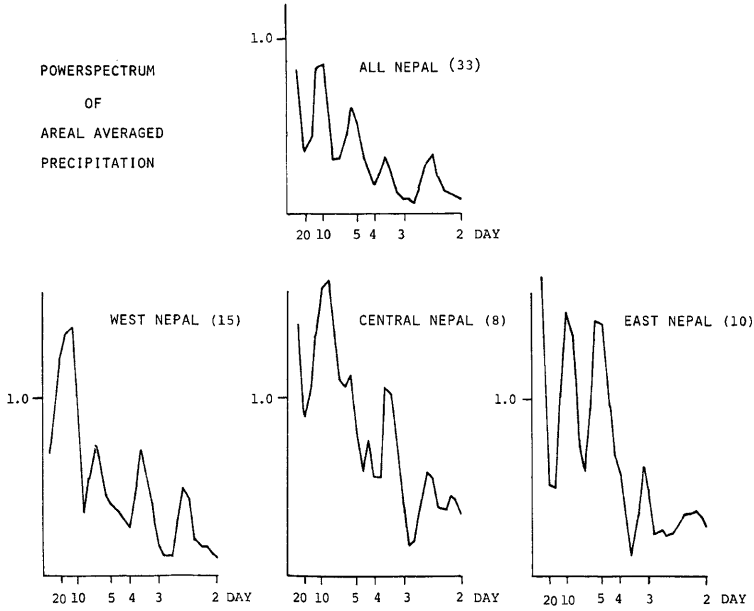 POWERSPECTRUM
OF
AREAL AVERAGED
PRECIPITATION
ALL NEPAL (33)
1.0
20 10 5 4 3 2 DAY
WEST NEPAL (15)
1.0
20 10 5 4 3 2 DAY
CENTRAL NEPAL (8)
1.0
20 10 5 4 3 2 DAY
EAST NEPAL (10)
1.0
20 10 5 4 3 2 DAY